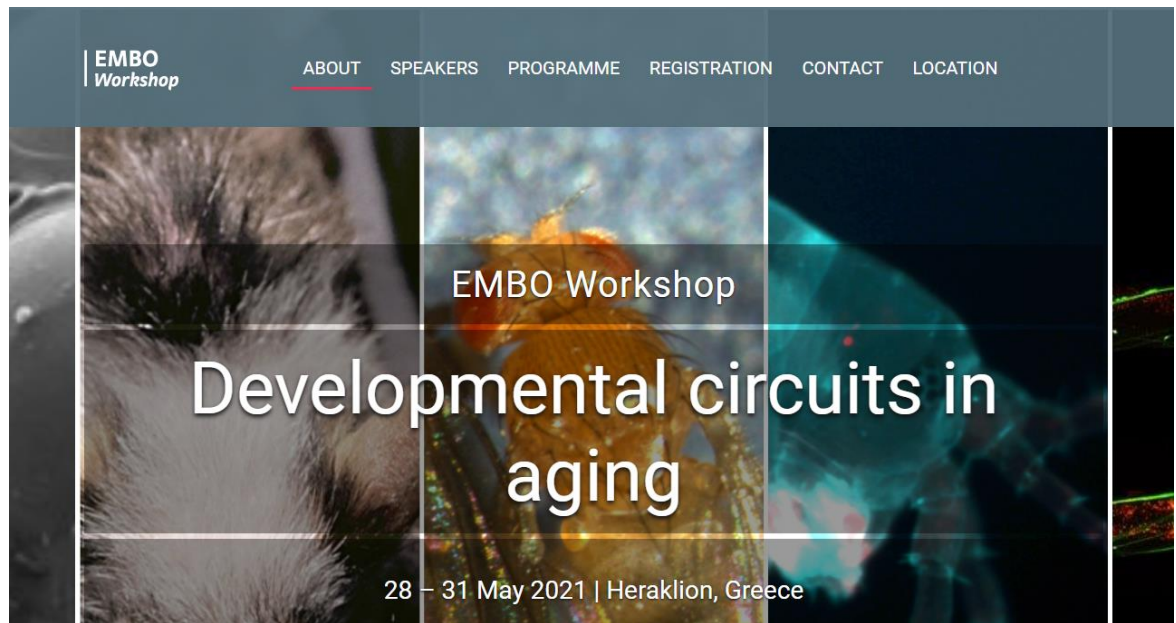 EMBO
Workshop
ABOUT SPEAKERS PROGRAMME REGISTRATION CONTACT LOCATION
EMBO Workshop
Developmental circuits in
aging
28 – 31 May 2021 | Heraklion, Greece